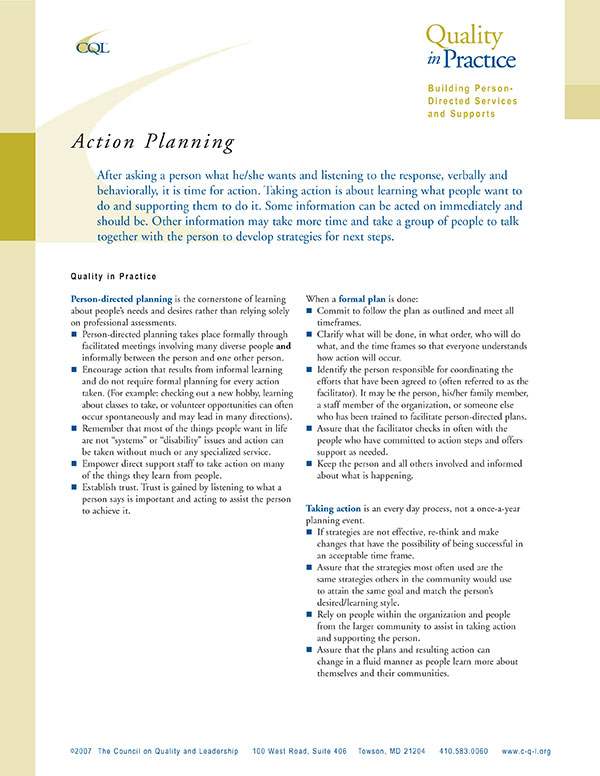 CQL
Quality
in Practice
Building Person-
Directed Services
and Supports
Action Planning
After asking a person what he/she wants and listening to the response, verbally and
behaviorally, it is time for action. Taking action is about learning what people want to
do and supporting them to do it. Some information can be acted on immediately and
should be. Other information may take more time and take a group of people to talk
together with the person to develop strategies for next steps.
Quality in Practice
Person-directed planning is the cornerstone of learning
about people's needs and desires rather than relying solely
on professional assessments.
■ Person-directed planning takes place formally through
facilitated meetings involving many diverse people and
informally between the person and one other person.
■ Encourage action that results from informal learning
and do not require formal planning for every action
taken. (For example: checking out a new hobby, learning
about classes to take, or volunteer opportunities can often
occur spontaneously and may lead in many directions).
■ Remember that most of the things people want in life
are not "systems" or "disability" issues and action can
be taken without much or any specialized service.
■ Empower direct support staff to take action on many
of the things they learn from people.
■ Establish trust. Trust is gained by listening to what a
person says is important and acting to assist the person
to achieve it.
When a formal plan is done:
■ Commit to follow the plan as outlined and meet all
timeframes.
■ Clarify what will be done, in what order, who will do
what, and the time frames so that everyone understands
how action will occur.
■ Identify the person responsible for coordinating the
efforts that have been agreed to (often referred to as the
facilitator). It may be the person, his/her family member,
a staff member of the organization, or someone else
who has been trained to facilitate person-directed plans.
■ Assure that the facilitator checks in often with the
people who have committed to action steps and offers
support as needed.
■ Keep the person and all others involved and informed
about what is happening.
Taking action is an every day process, not a once-a-year
planning event.
■ If strategies are not effective, re-think and make
changes that have the possibility of being successful in
an acceptable time frame.
■ Assure that the strategies most often used are the
same strategies others in the community would use
to attain the same goal and match the person's
desired/learning style.
■ Rely on people within the organization and people
from the larger community to assist in taking action
and supporting the person.
■ Assure that the plans and resulting action can
change in a fluid manner as people learn more about
themselves and their communities.
©2007 The Council on Quality and Leadership 100 West Road, Suite 406 Towson, MD 21204 410.583.0060 www.c-q-l.org